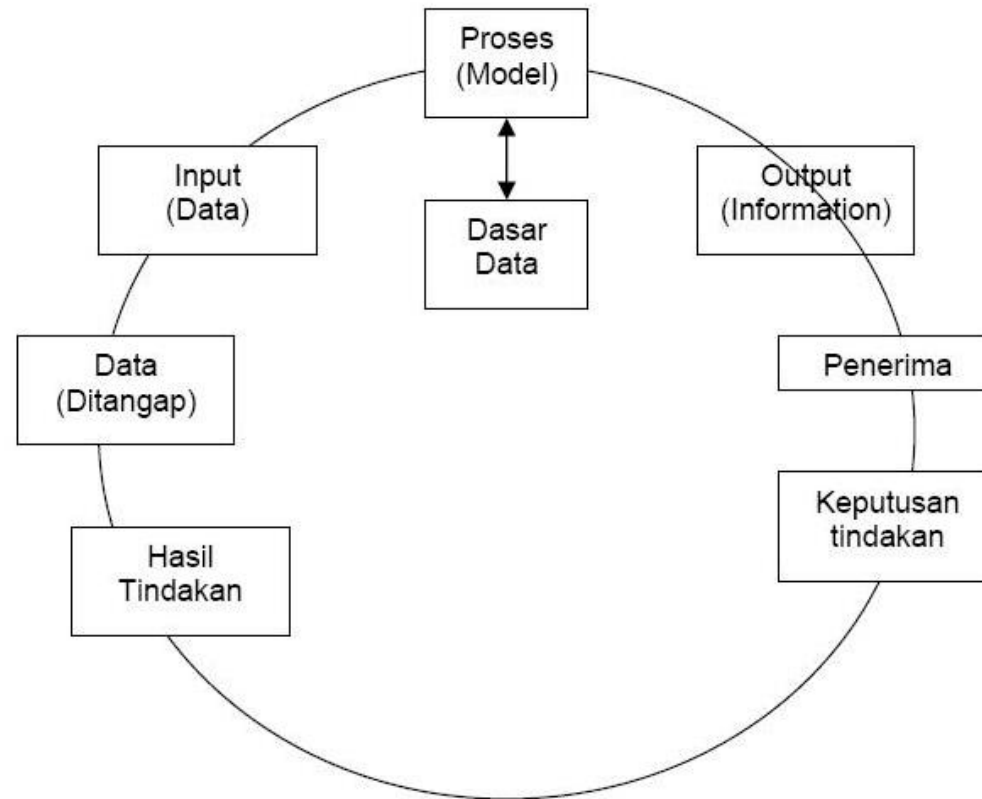 Proses
(Model)
Input
(Data)
Output
(Information)
Dasar
Data
Data
(Ditangap)
Penerima
Keputusan
tindakan
Hasil
Tindakan